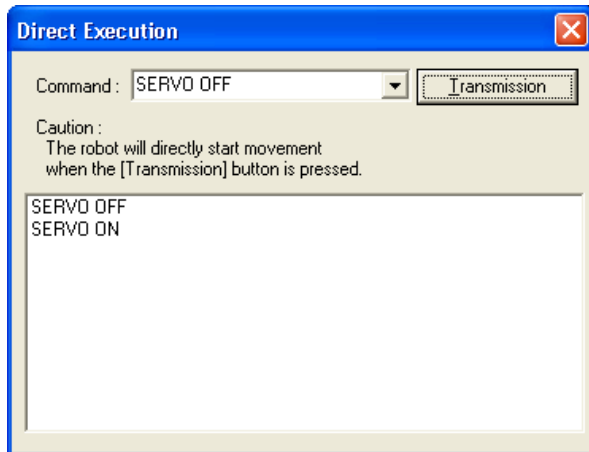 Direct Execution
Command : SERVO OFF Transmission
Caution :
The robot will directly start movement
when the [Transmission] button is pressed.
SERVO OFF
SERVO ON